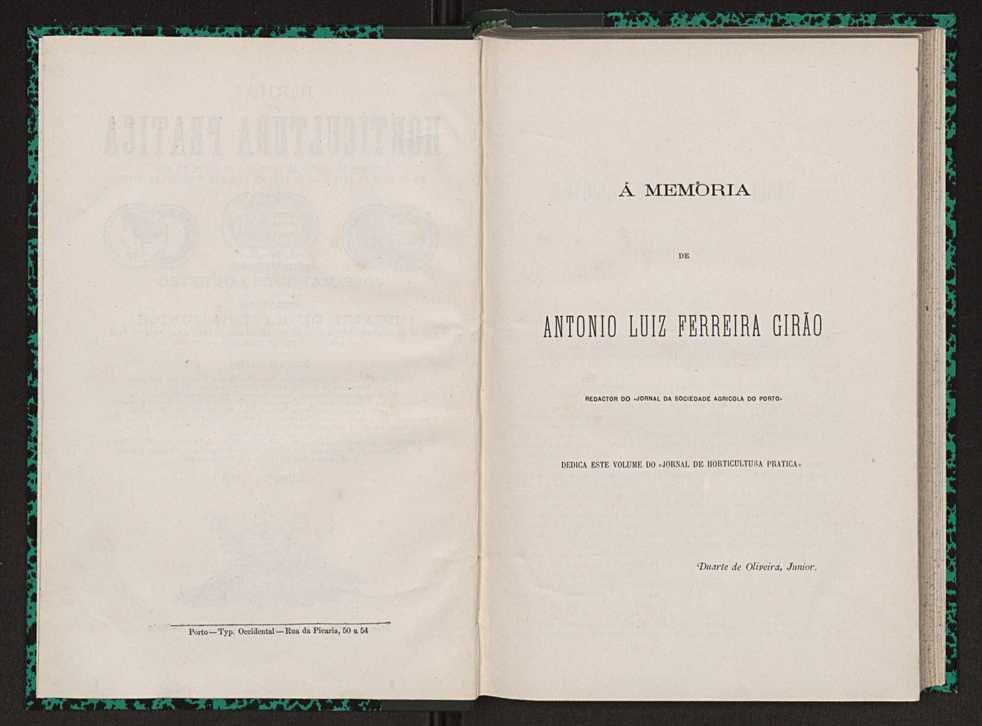 Porto—Typ. Occidental—Rua da Picaria, 50 a 54
Á MEMORIA
DE
ANTONIO LUIZ FERREIRA GIRÃO
REDACTOR DO «JORNAL DA SOCIEDADE AGRICOLA DO PORTO»
DEDICA ESTE VOLUME DO «JORNAL DE HORTICULTURA PRATICA»
Duarte de Oliveira, Junior.